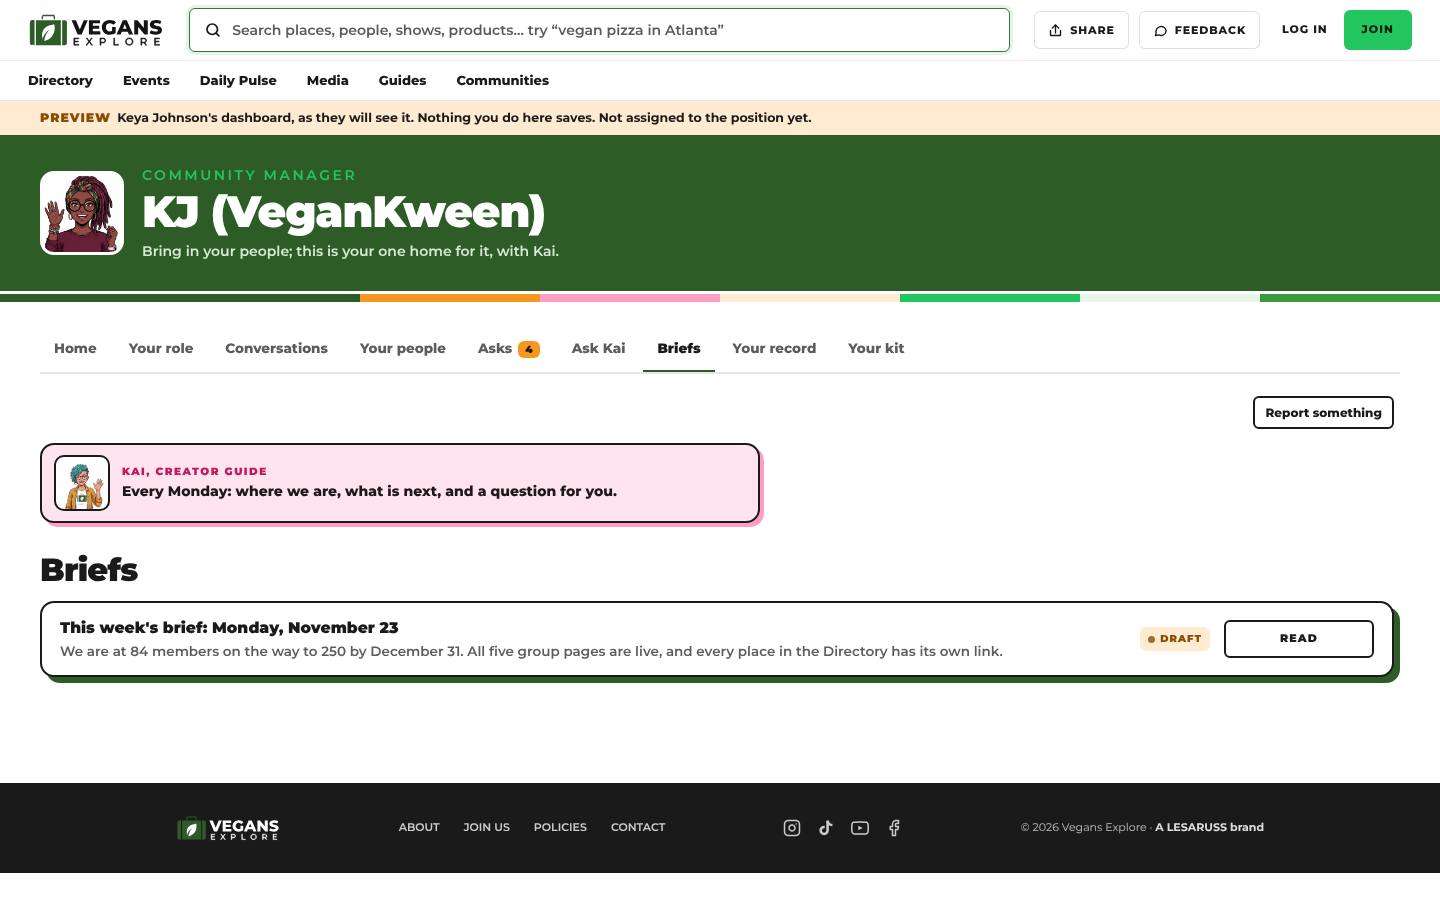 VEGANS
EXPLORE
Search places, people, shows, products... try “vegan pizza in Atlanta”
SHARE
FEEDBACK
LOG IN
JOIN
Directory
Events
Daily Pulse
Media
Guides
Communities
PREVIEW Keya Johnson's dashboard, as they will see it. Nothing you do here saves. Not assigned to the position yet.
COMMUNITY MANAGER
KJ (VeganKween)
Bring in your people; this is your one home for it, with Kai.
Home
Your role
Conversations
Your people
Asks 4
Ask Kai
Briefs
Your record
Your kit
Report something
KAI, CREATOR GUIDE
Every Monday: where we are, what is next, and a question for you.
Briefs
This week's brief: Monday, November 23
We are at 84 members on the way to 250 by December 31. All five group pages are live, and every place in the Directory has its own link.
DRAFT
READ
VEGANS
EXPLORE
ABOUT
JOIN US
POLICIES
CONTACT
© 2026 Vegans Explore · A LESARUSS brand